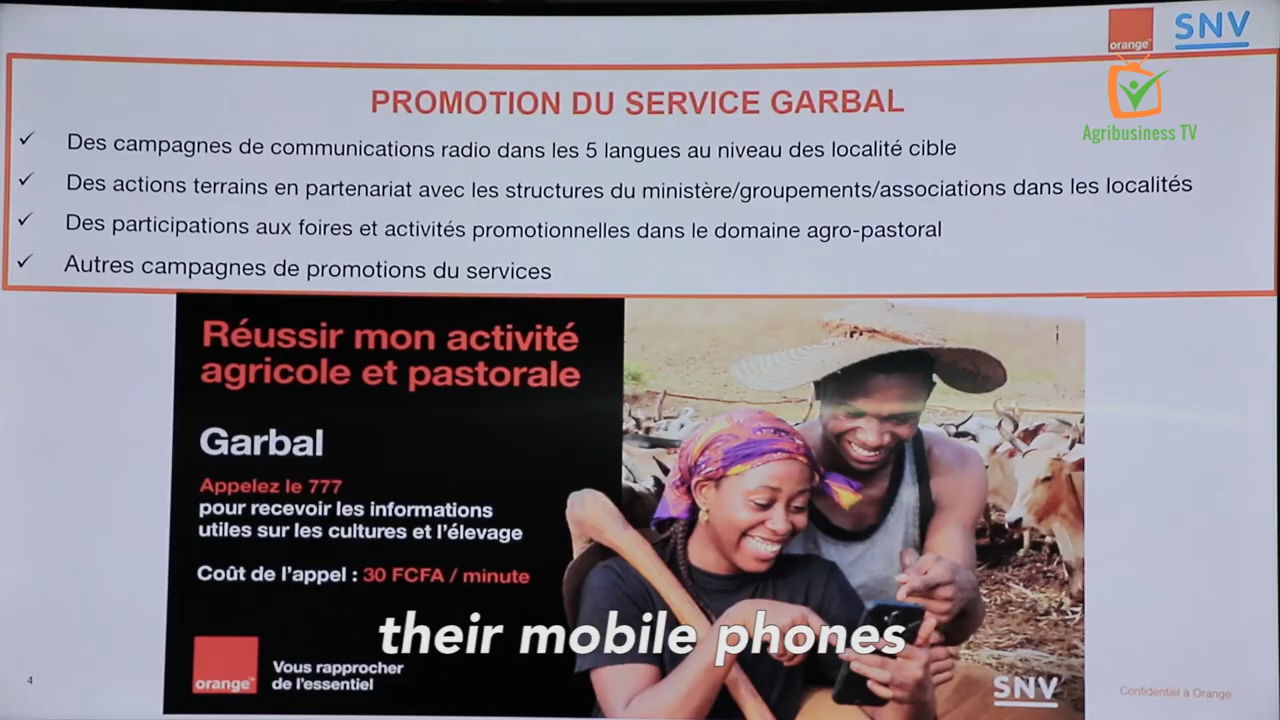 orange™
SNV
PROMOTION DU SERVICE GARBAL
Agribusiness TV
✓ Des campagnes de communications radio dans les 5 langues au niveau des localité cible
✓ Des actions terrains en partenariat avec les structures du ministère/groupements/associations dans les localités
✓ Des participations aux foires et activités promotionnelles dans le domaine agro-pastoral
✓ Autres campagnes de promotions du services
Réussir mon activité
agricole et pastorale
Garbal
Appelez le 777
pour recevoir les informations
utiles sur les cultures et l'élevage
Coût de l'appel : 30 FCFA / minute
their mobile phones
orange™
Vous rapprocher
de l'essentiel
SNV
4
Confidentiel à Orange